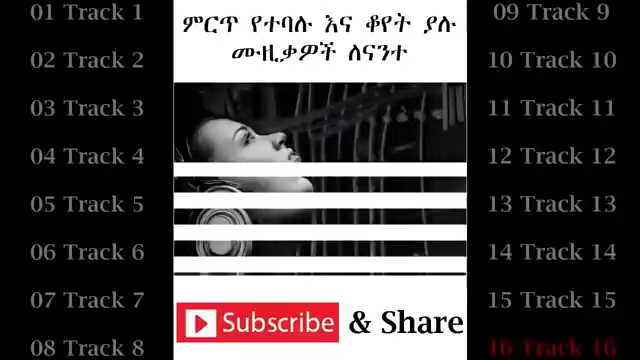 01 Track 1
02 Track 2
03 Track 3
04 Track 4
05 Track 5
06 Track 6
07 Track 7
08 Track 8
ምርጥ የተባሉ እና ቆየት ያሉ
ሙዚቃዎች ለናንተ
Subscribe & Share
09 Track 9
10 Track 10
11 Track 11
12 Track 12
13 Track 13
14 Track 14
15 Track 15
16 Track 16